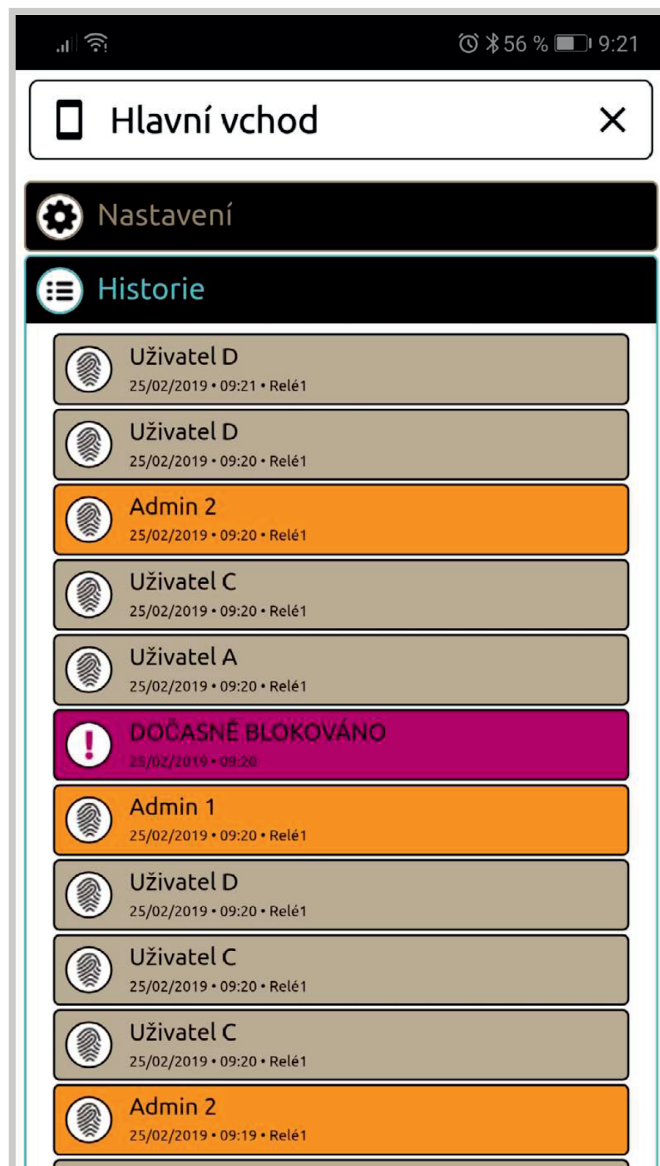 56 % 9:21
Hlavní vchod
Nastavení
Historie
Uživatel D
25/02/2019 • 09:21 • Relé1
Uživatel D
25/02/2019 • 09:20 • Relé1
Admin 2
25/02/2019 • 09:20 • Relé1
Uživatel C
25/02/2019 • 09:20 • Relé1
Uživatel A
25/02/2019 • 09:20 • Relé1
DOČASNĚ BLOKOVÁNO
25/02/2019 • 09:20
Admin 1
25/02/2019 • 09:20 • Relé1
Uživatel D
25/02/2019 • 09:20 • Relé1
Uživatel C
25/02/2019 • 09:20 • Relé1
Uživatel C
25/02/2019 • 09:20 • Relé1
Admin 2
25/02/2019 • 09:19 • Relé1